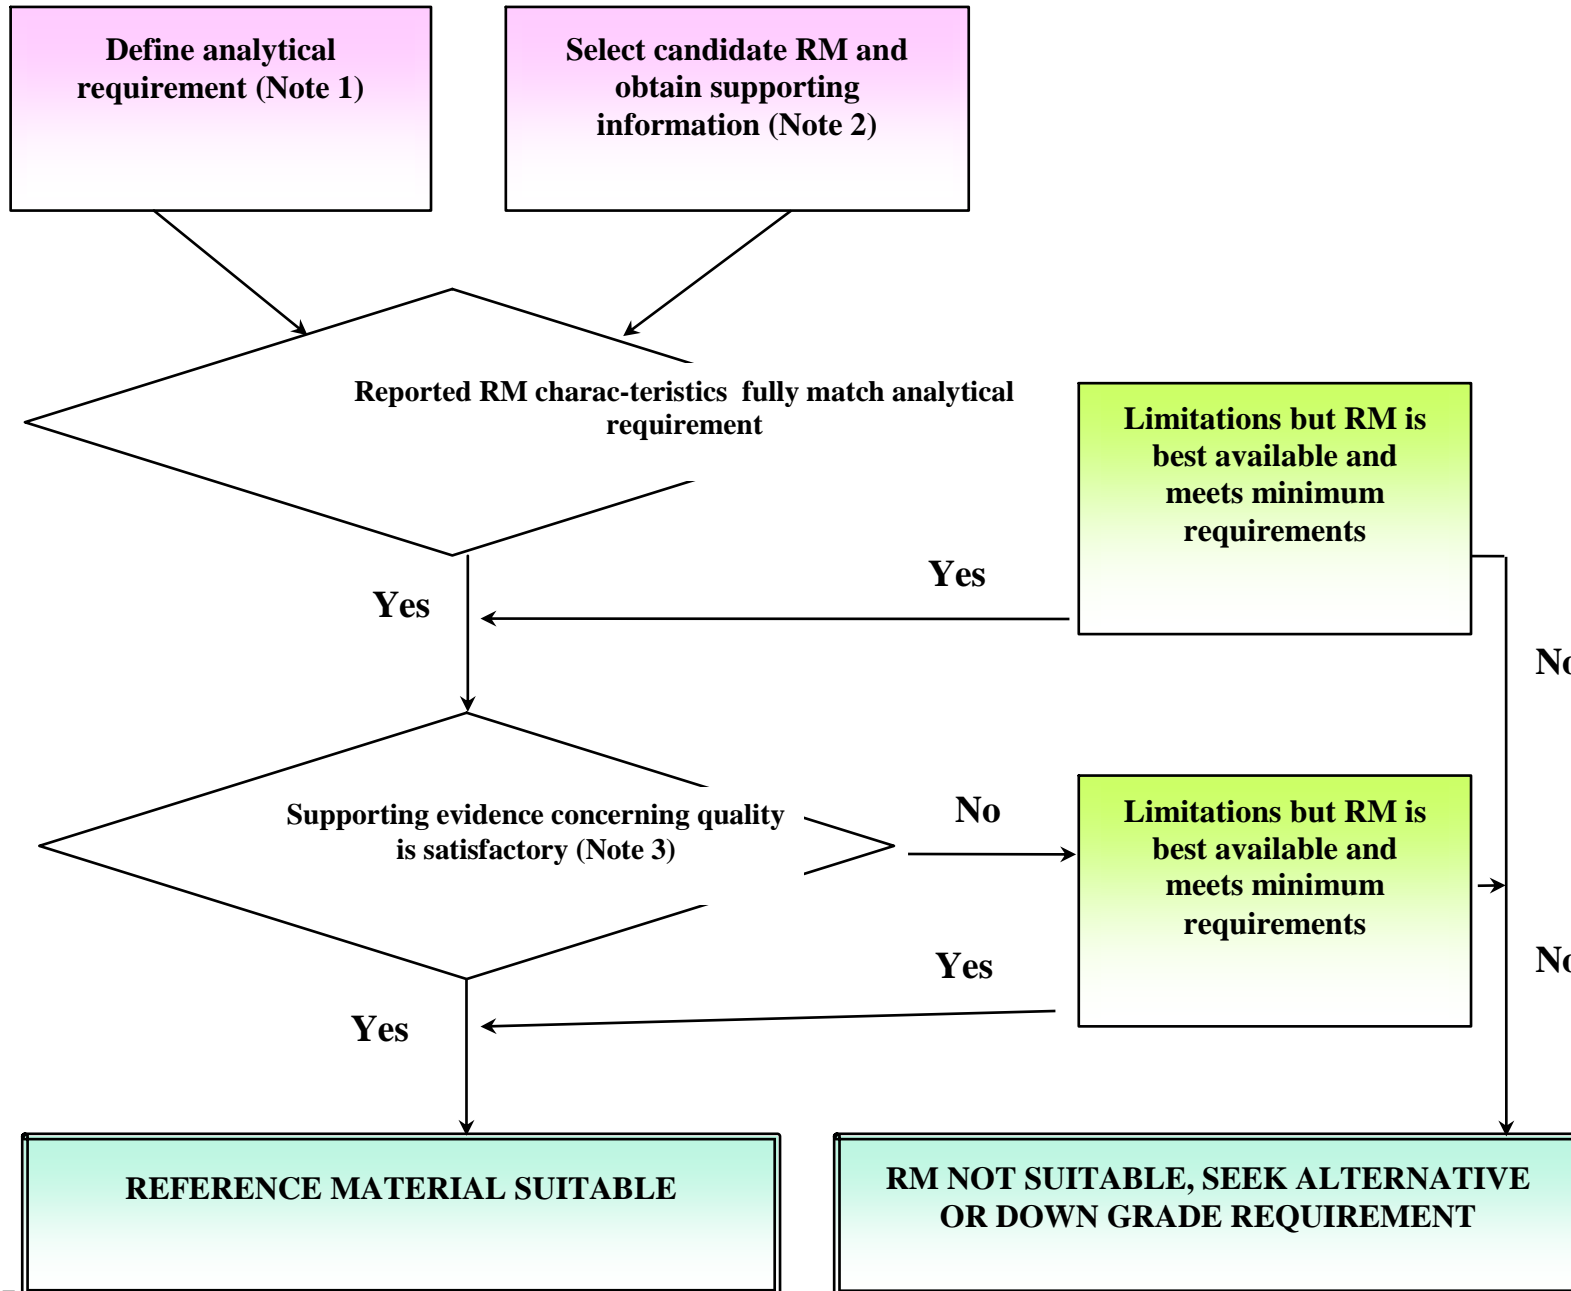 Define analytical
requirement (Note 1)
Select candidate RM and
obtain supporting
information (Note 2)
Reported RM charac-teristics fully match analytical
requirement
Limitations but RM is
best available and
meets minimum
requirements
Yes
Yes
No
Supporting evidence concerning quality
is satisfactory (Note 3)
No
Limitations but RM is
best available and
meets minimum
requirements
Yes
No
Yes
REFERENCE MATERIAL SUITABLE
RM NOT SUITABLE, SEEK ALTERNATIVE
OR DOWN GRADE REQUIREMENT